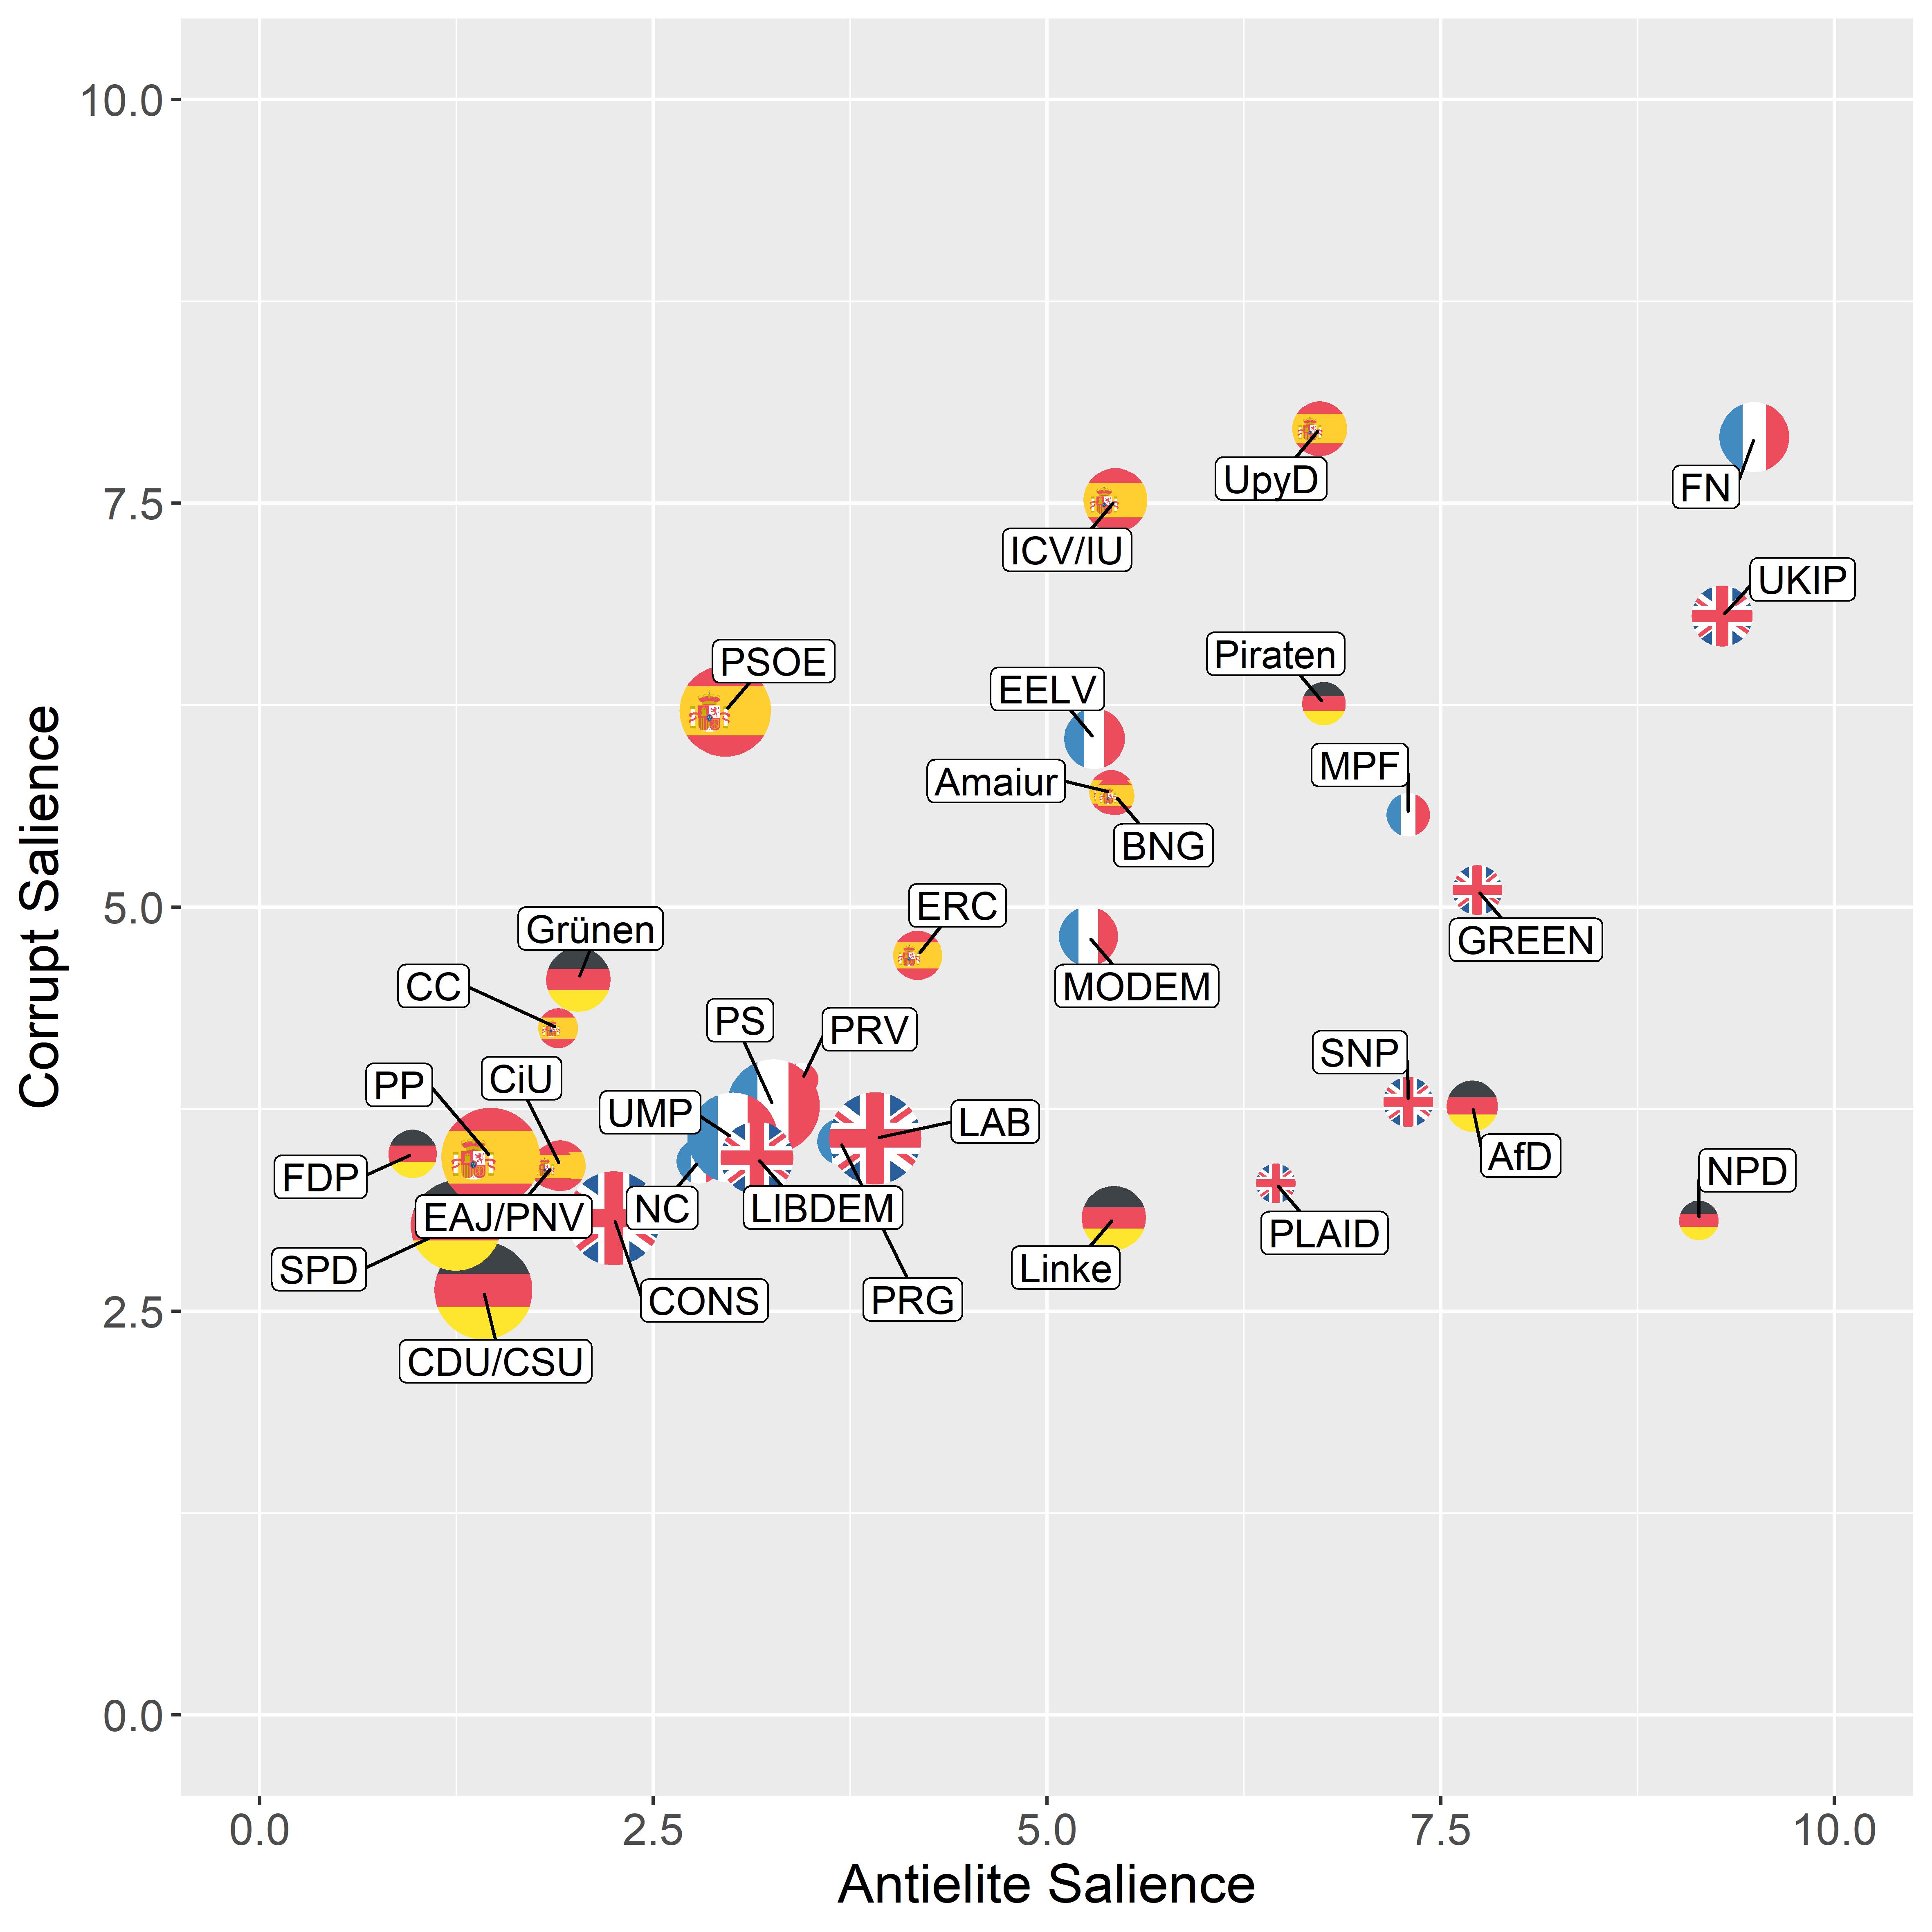 10.0
UpyD
FN
7.5
ICV/IU
UKIP
PSOE
Piraten
EELV
MPF
Amaiur
BNG
Corrupt Salience
5.0
ERC
Grünen
GREEN
CC
MODEM
PS
PRV
SNP
PP
CiU
UMP
LAB
FDP
AfD
NPD
EAJ/PNV
NC
LIBDEM
PLAID
SPD
Linke
CONS
PRG
2.5
CDU/CSU
0.0
0.0
2.5
5.0
7.5
10.0
Antielite Salience